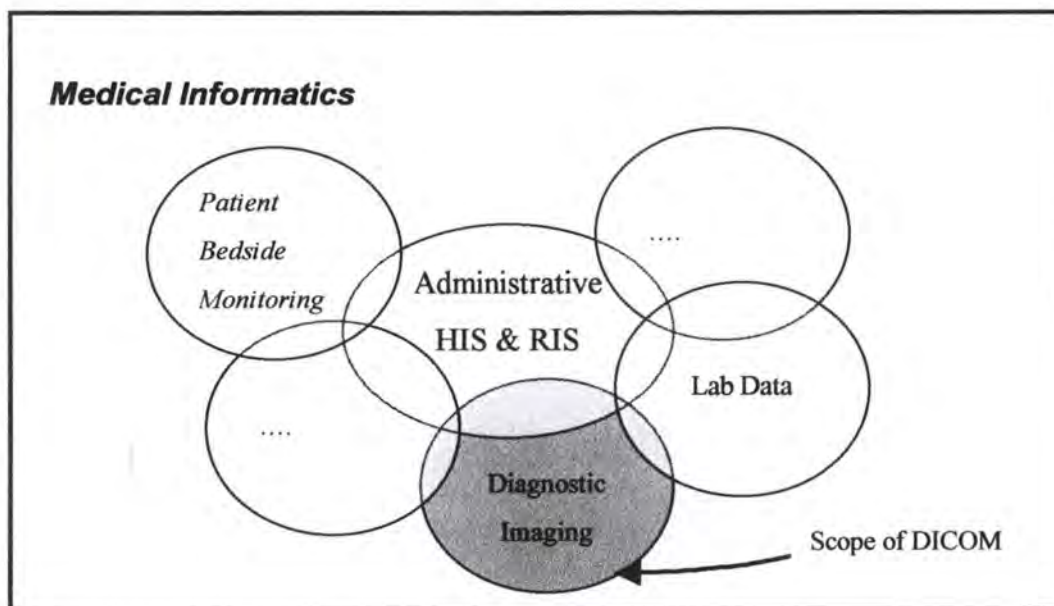 Medical Informatics
Patient
Bedside
Monitoring
....
Administrative
HIS & RIS
Lab Data
....
Diagnostic
Imaging
Scope of DICOM